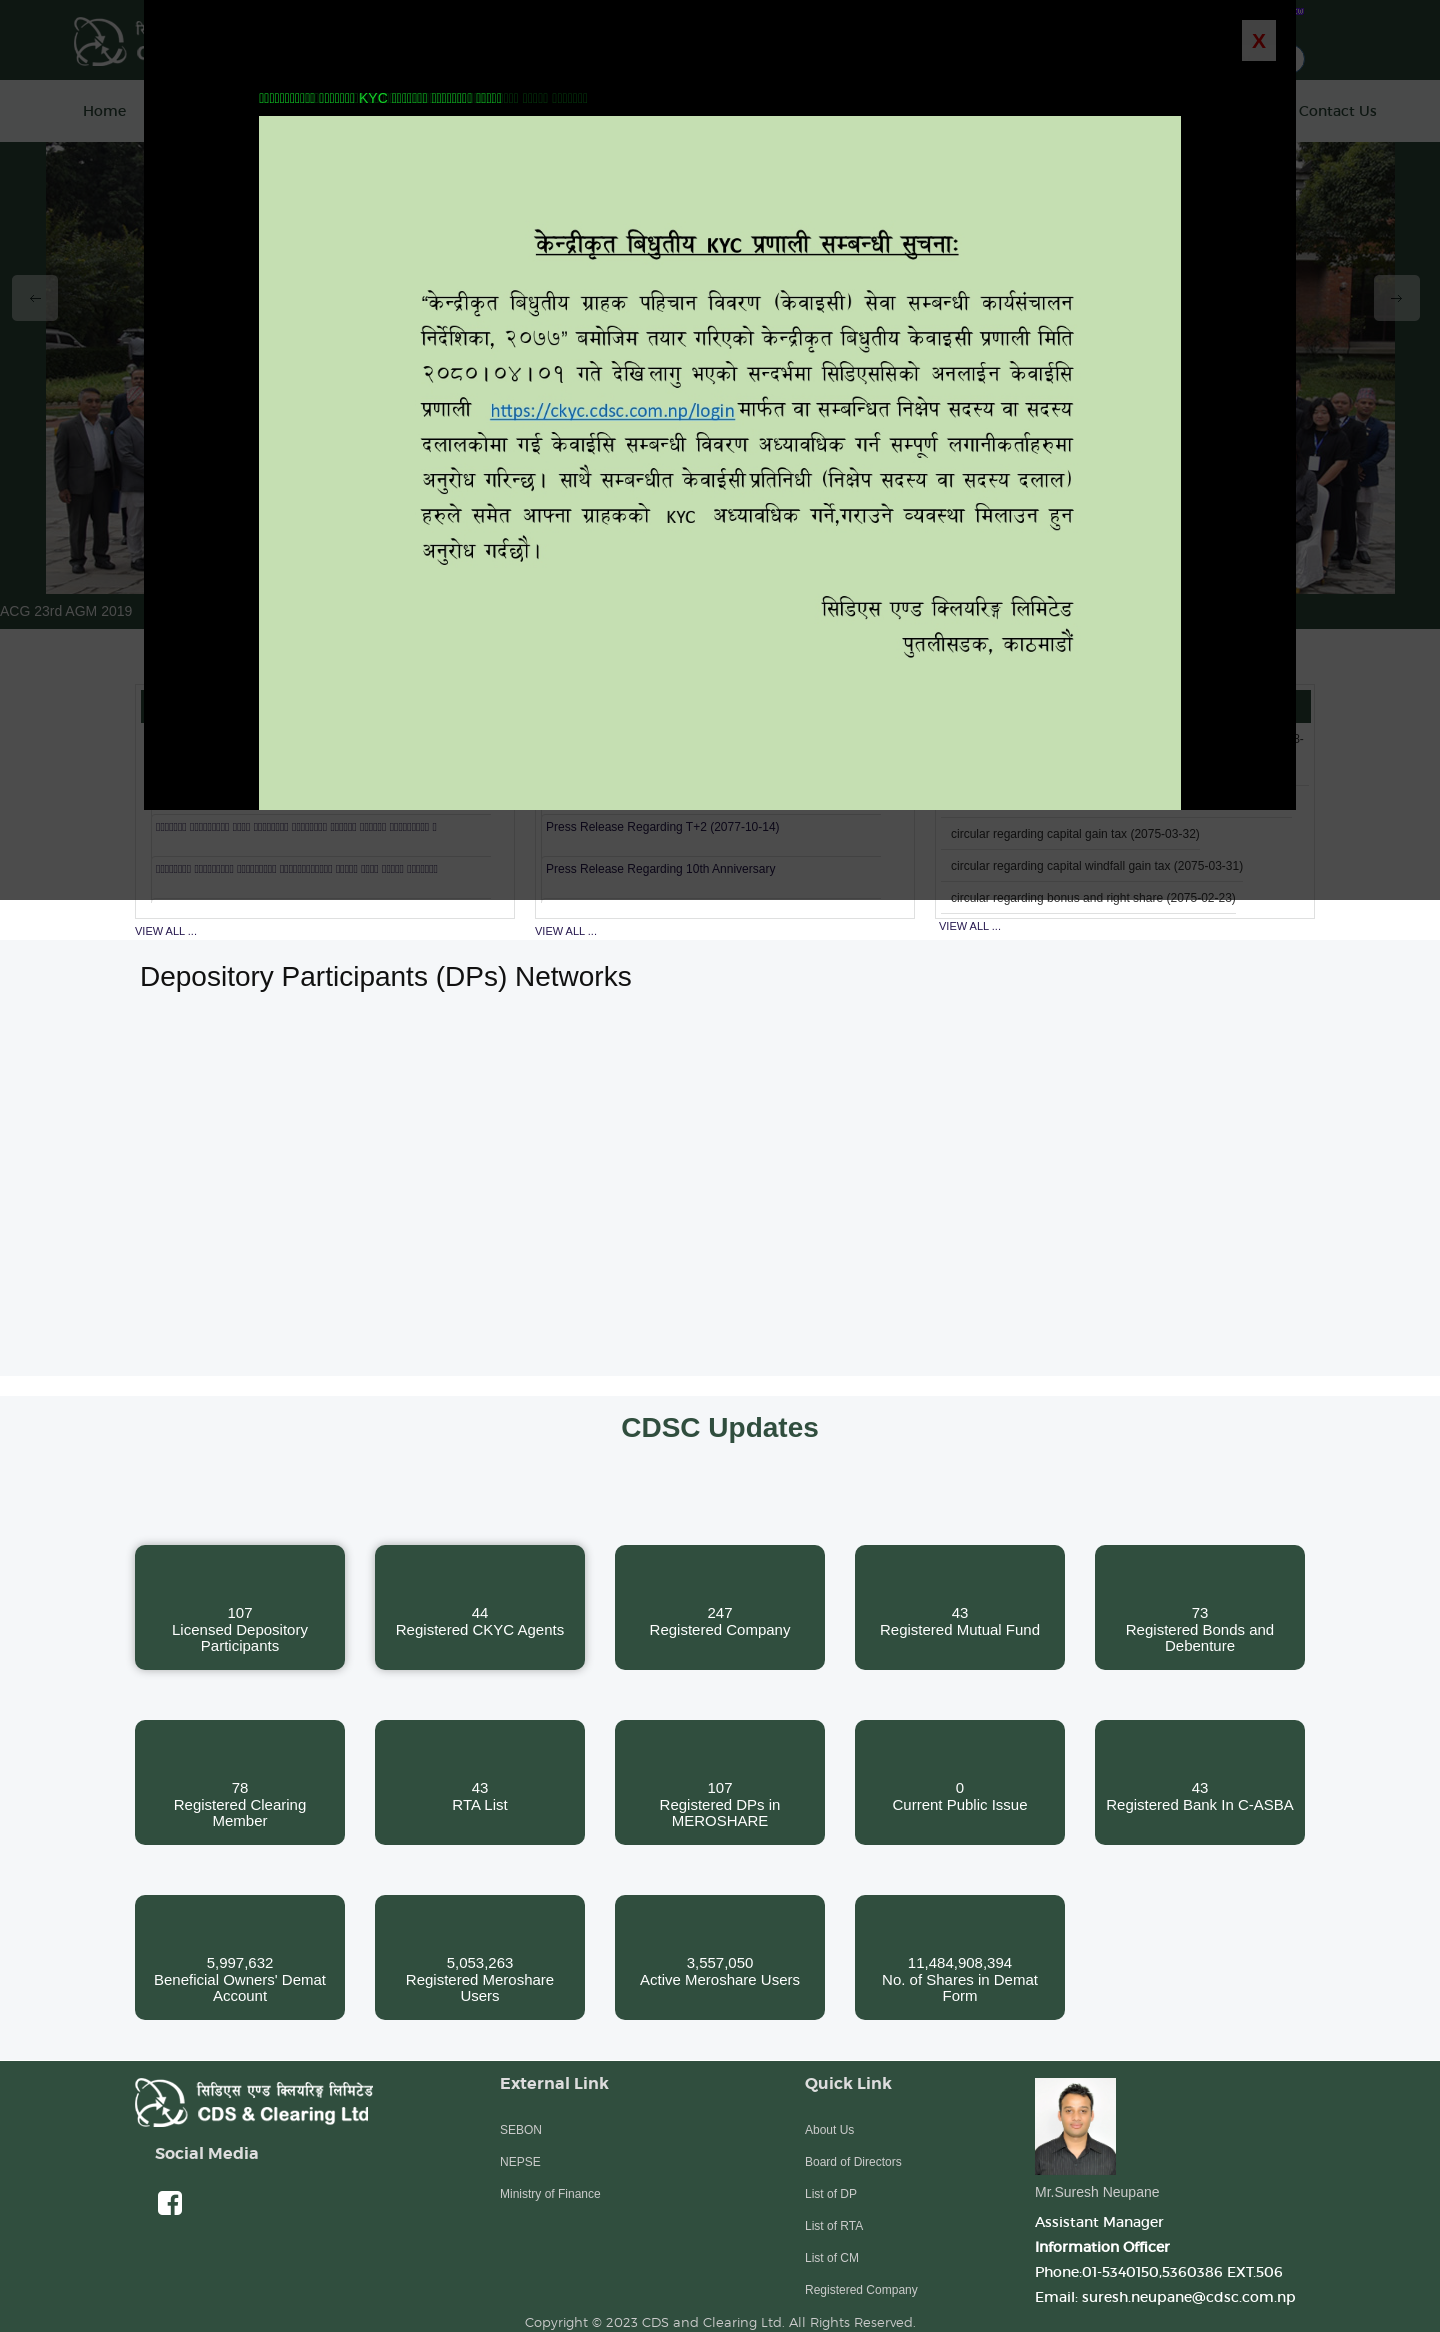 X
KYC
Home
Contact Us
केन्द्रीकृत बिधुतीय KYC प्रणाली सम्बन्धी सुचनाः
“केन्द्रीकृत बिधुतीय ग्राहक पहिचान विवरण (केवाइसी) सेवा सम्बन्धी कार्यसंचालन
निर्देशिका, २०७७” बमोजिम तयार गरिएको केन्द्रीकृत बिधुतीय केवाइसी प्रणाली मिति
२०८०।०४।०१ गते देखि लागु भएको सन्दर्भमा सिडिएससिको अनलाईन केवाईसि
प्रणाली https://ckyc.cdsc.com.np/login मार्फत वा सम्बन्धित निक्षेप सदस्य वा सदस्य
दलालकोमा गई केवाईसि सम्बन्धी विवरण अध्यावधिक गर्न सम्पूर्ण लगानीकर्ताहरुमा
अनुरोध गरिन्छ। साथै सम्बन्धीत केवाईसी प्रतिनिधी (निक्षेप सदस्य वा सदस्य दलाल)
हरुले समेत आफ्ना ग्राहकको KYC अध्यावधिक गर्ने,गराउने व्यवस्था मिलाउन हुन
अनुरोध गर्दछौ।
सिडिएस एण्ड क्लियरिङ्ग लिमिटेड
पुतलीसडक, काठमाडौं
ACG 23rd AGM 2019
Press Release Regarding T+2 (2077-10-14)
Press Release Regarding 10th Anniversary
circular regarding capital gain tax (2075-03-32)
circular regarding capital windfall gain tax (2075-03-31)
circular regarding bonus and right share (2075-02-23)
VIEW ALL ...
VIEW ALL ...
VIEW ALL ...
Depository Participants (DPs) Networks
CDSC Updates
107
Licensed Depository
Participants
44
Registered CKYC Agents
247
Registered Company
43
Registered Mutual Fund
73
Registered Bonds and
Debenture
78
Registered Clearing
Member
43
RTA List
107
Registered DPs in
MEROSHARE
0
Current Public Issue
43
Registered Bank In C-ASBA
5,997,632
Beneficial Owners' Demat
Account
5,053,263
Registered Meroshare
Users
3,557,050
Active Meroshare Users
11,484,908,394
No. of Shares in Demat
Form
सिडिएस एण्ड क्लियरिङ्ग लिमिटेड
CDS & Clearing Ltd
Social Media
External Link
SEBON
NEPSE
Ministry of Finance
Quick Link
About Us
Board of Directors
List of DP
List of RTA
List of CM
Registered Company
Mr.Suresh Neupane
Assistant Manager
Information Officer
Phone:01-5340150,5360386 EXT.506
Email: suresh.neupane@cdsc.com.np
Copyright © 2023 CDS and Clearing Ltd. All Rights Reserved.